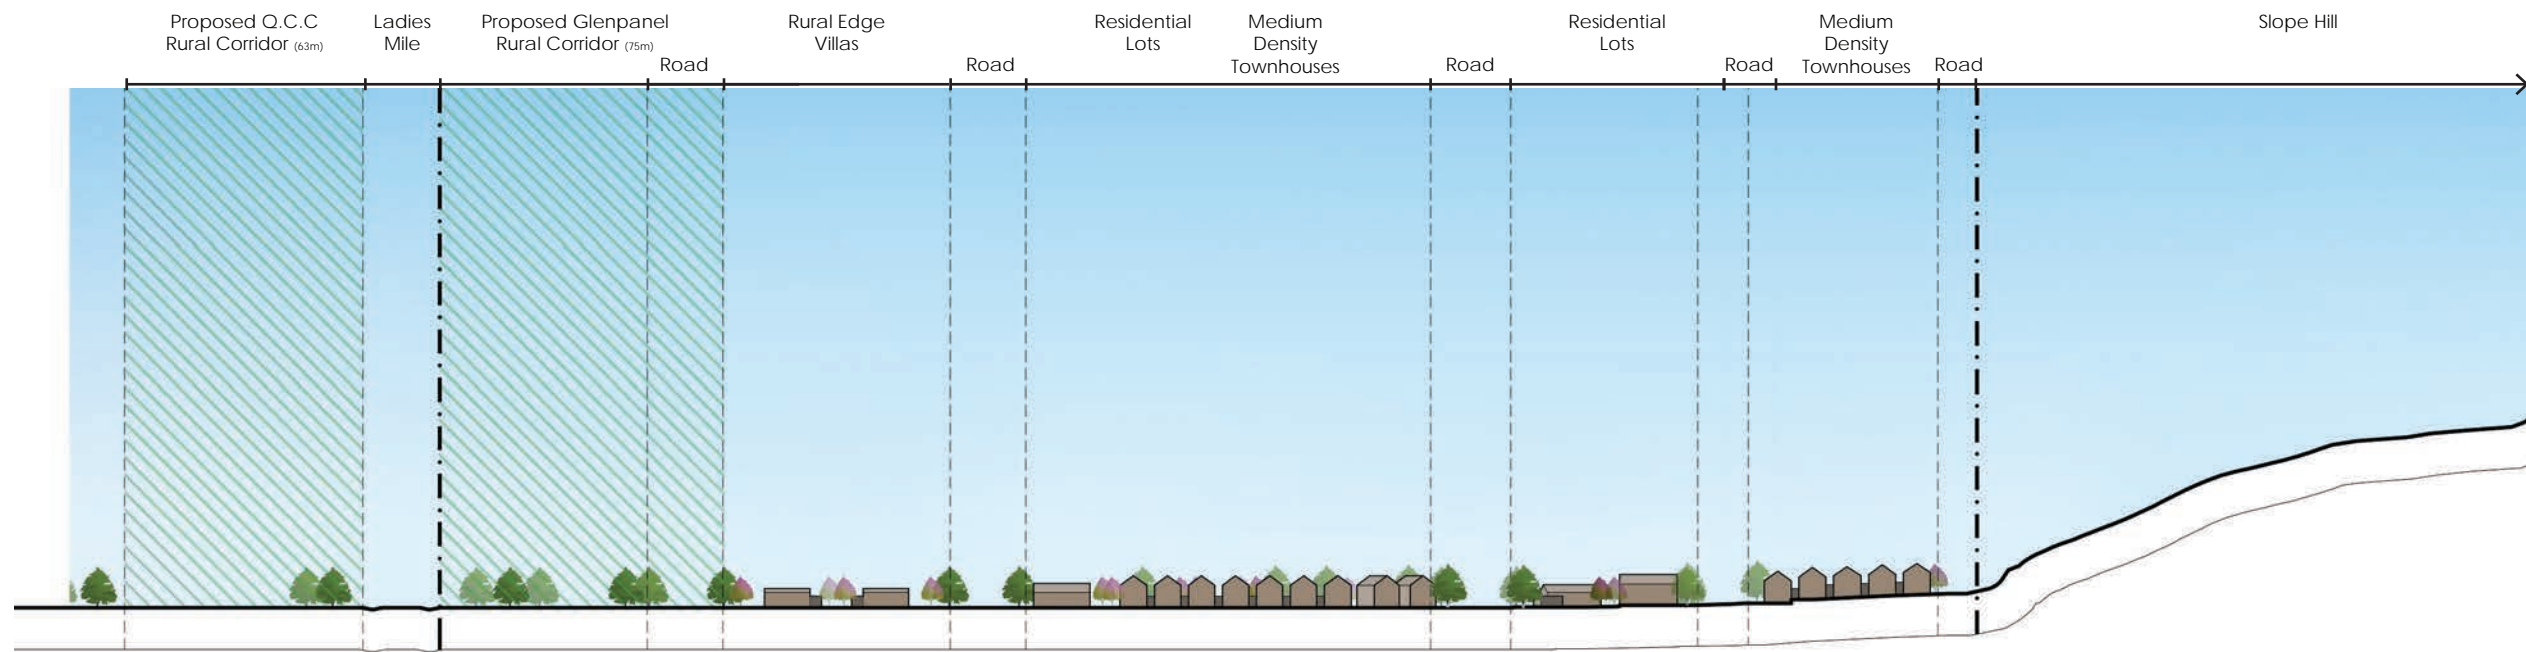 Proposed Q.C.C
Rural Corridor (63m)
Ladies
Mile
Proposed Glenpanel
Rural Corridor (75m)
Road
Rural Edge
Villas
Road
Residential
Lots
Medium
Density
Townhouses
Road
Residential
Lots
Road
Medium
Density
Townhouses
Road
Slope Hill